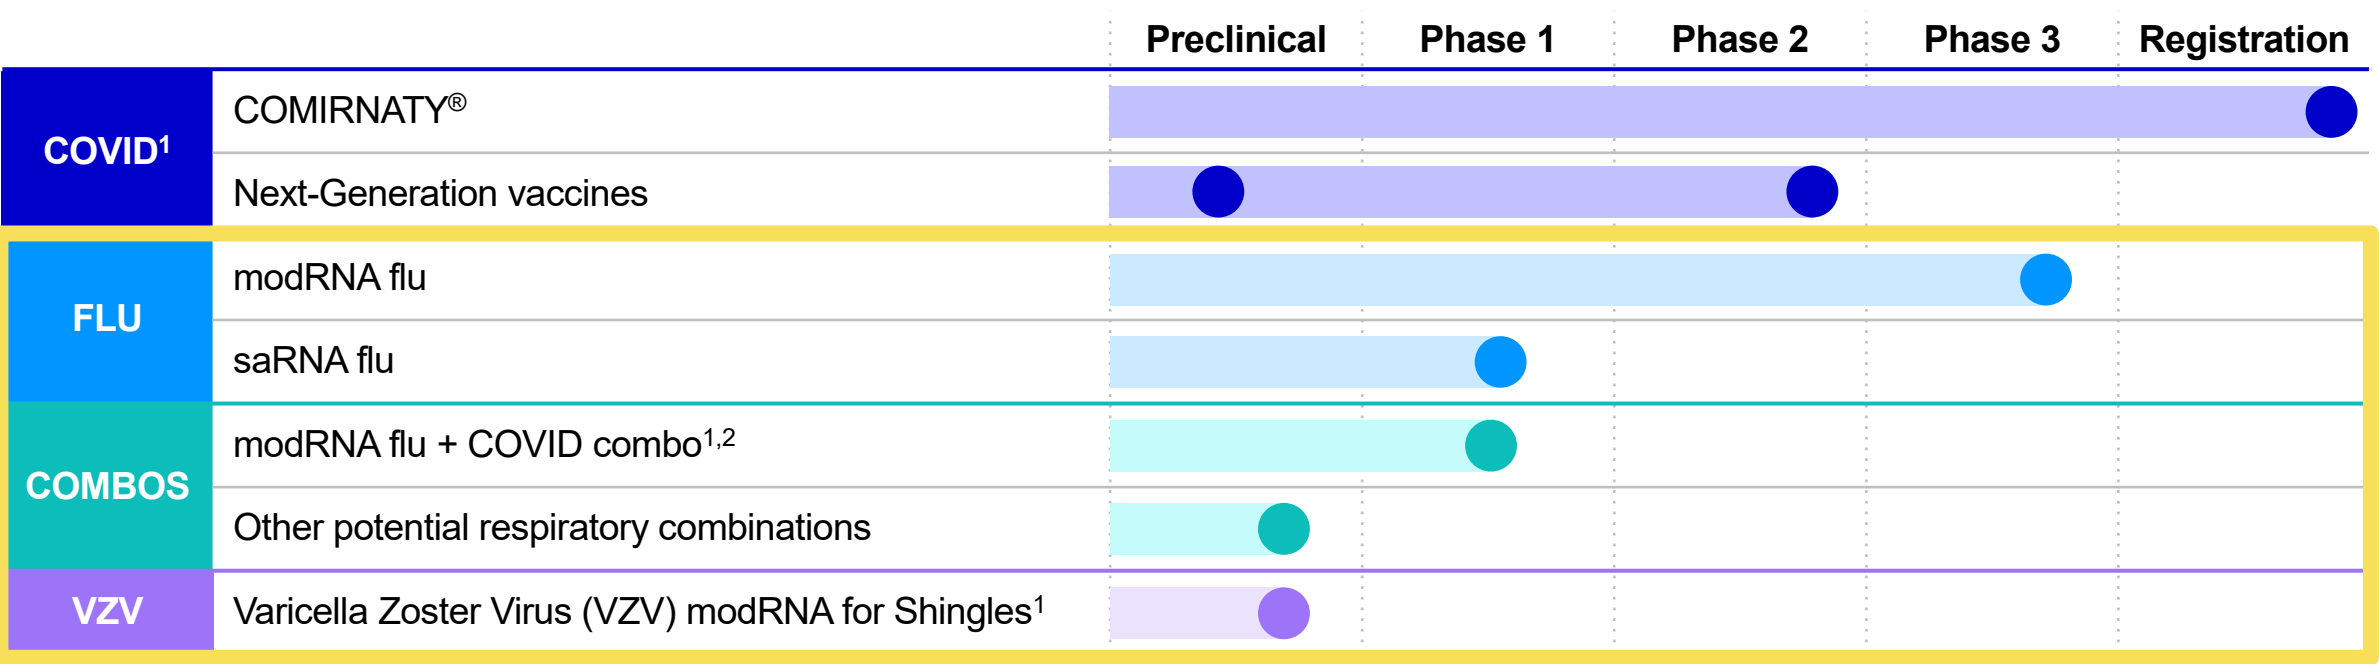 Preclinical Phase 1 Phase 2 Phase 3 Registration
COVID¹
COMIRNATY®
Next-Generation vaccines
FLU
modRNA flu
saRNA flu
COMBOS
modRNA flu + COVID combo¹,²
Other potential respiratory combinations
VZV
Varicella Zoster Virus (VZV) modRNA for Shingles¹